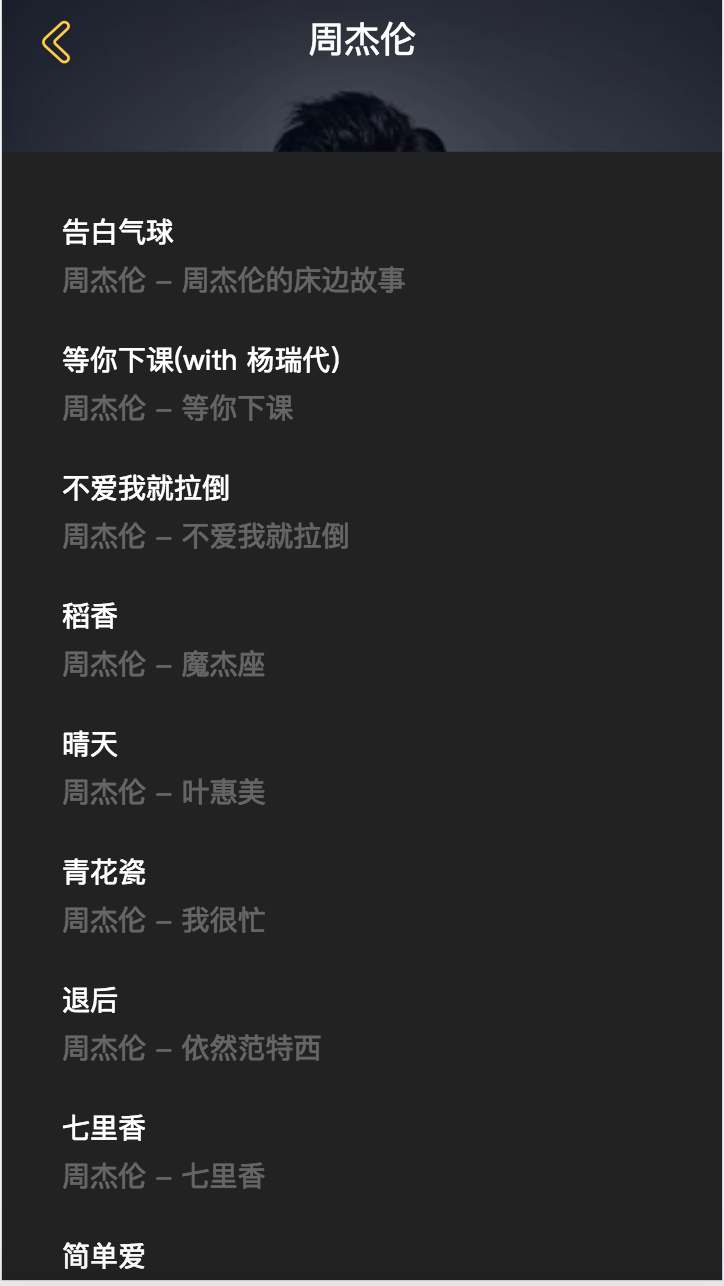 周杰伦
告白气球
周杰伦 – 周杰伦的床边故事
等你下课(with 杨瑞代)
周杰伦 – 等你下课
不爱我就拉倒
周杰伦 – 不爱我就拉倒
稻香
周杰伦 – 魔杰座
晴天
周杰伦 – 叶惠美
青花瓷
周杰伦 – 我很忙
退后
周杰伦 – 依然范特西
七里香
周杰伦 – 七里香
简单爱